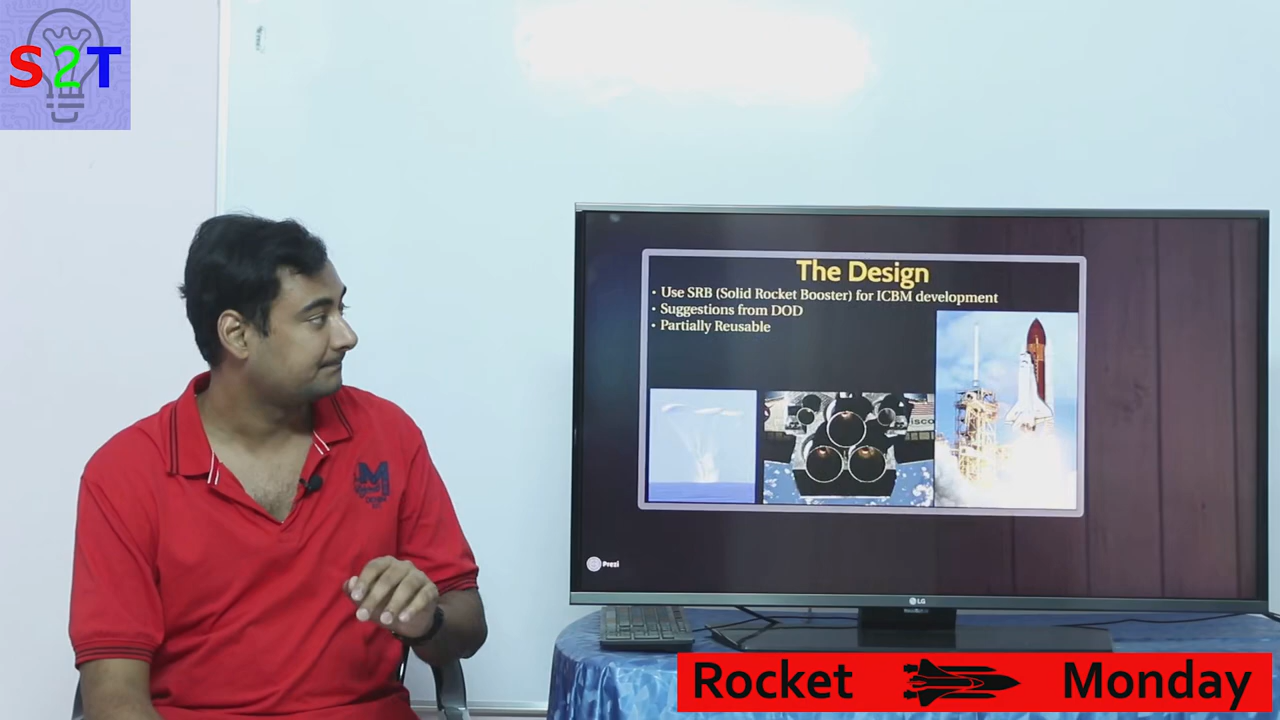 S2T
The Design
• Use SRB (Solid Rocket Booster) for ICBM development
• Suggestions from DOD
• Partially Reusable
Prezi
LG
Rocket Monday